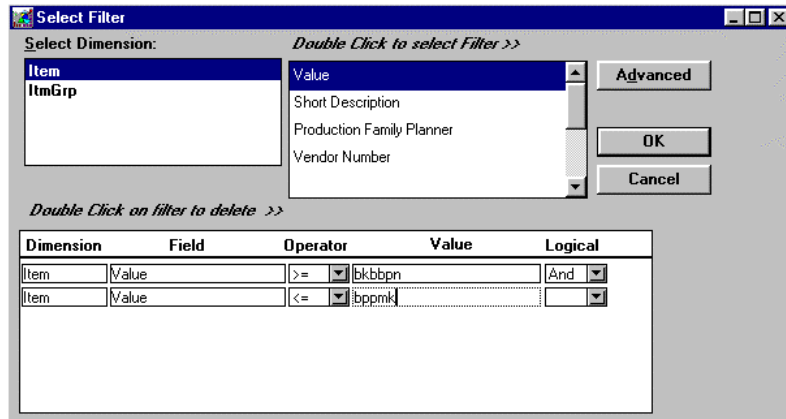 Select Filter
Select Dimension:
Double Click to select Filter >>
Item
ItmGrp
Value
Short Description
Production Family Planner
Vendor Number
Advanced
OK
Cancel
Double Click on filter to delete >>
Dimension Field Operator Value Logical
Item Value >= bkbbpn And
Item Value <= bppmk